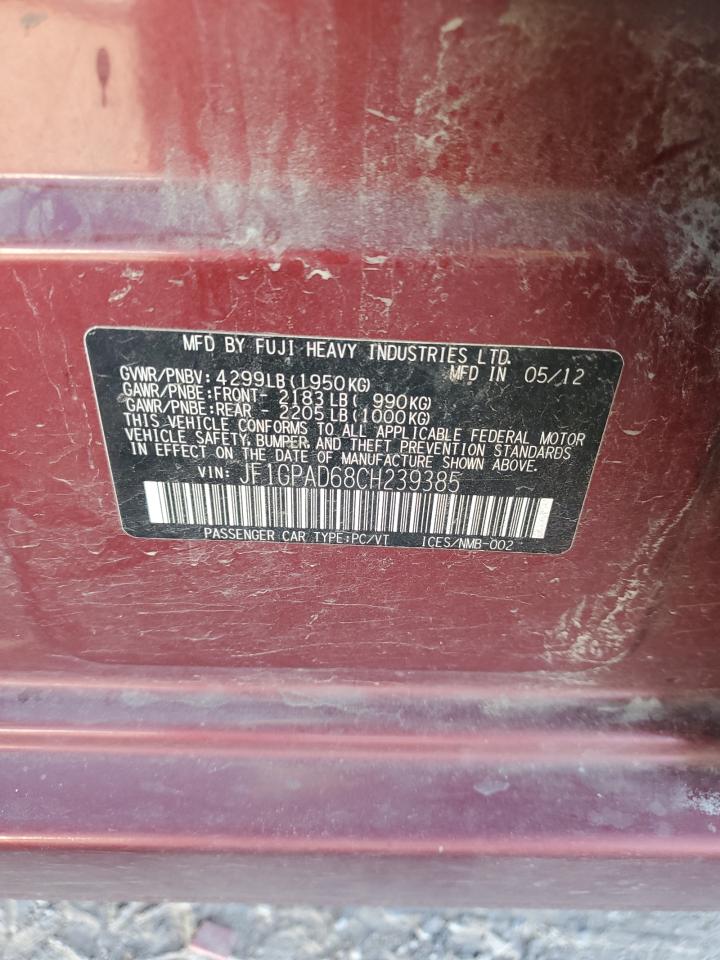 MFD BY FUJI HEAVY INDUSTRIES LTD.
MFD IN 05/12
GVWR/PNBV: 4299LB(1950KG)
GAWR/PNBE:FRONT- 2183LB( 990KG)
GAWR/PNBE:REAR - 2205LB(1000KG)
THIS VEHICLE CONFORMS TO ALL APPLICABLE FEDERAL MOTOR
VEHICLE SAFETY, BUMPER, AND THEFT PREVENTION STANDARDS
IN EFFECT ON THE DATE OF MANUFACTURE SHOWN ABOVE.
VIN: JF1GPAD68CH239385
PASSENGER CAR TYPE:PC/VT ICES/NMB-002